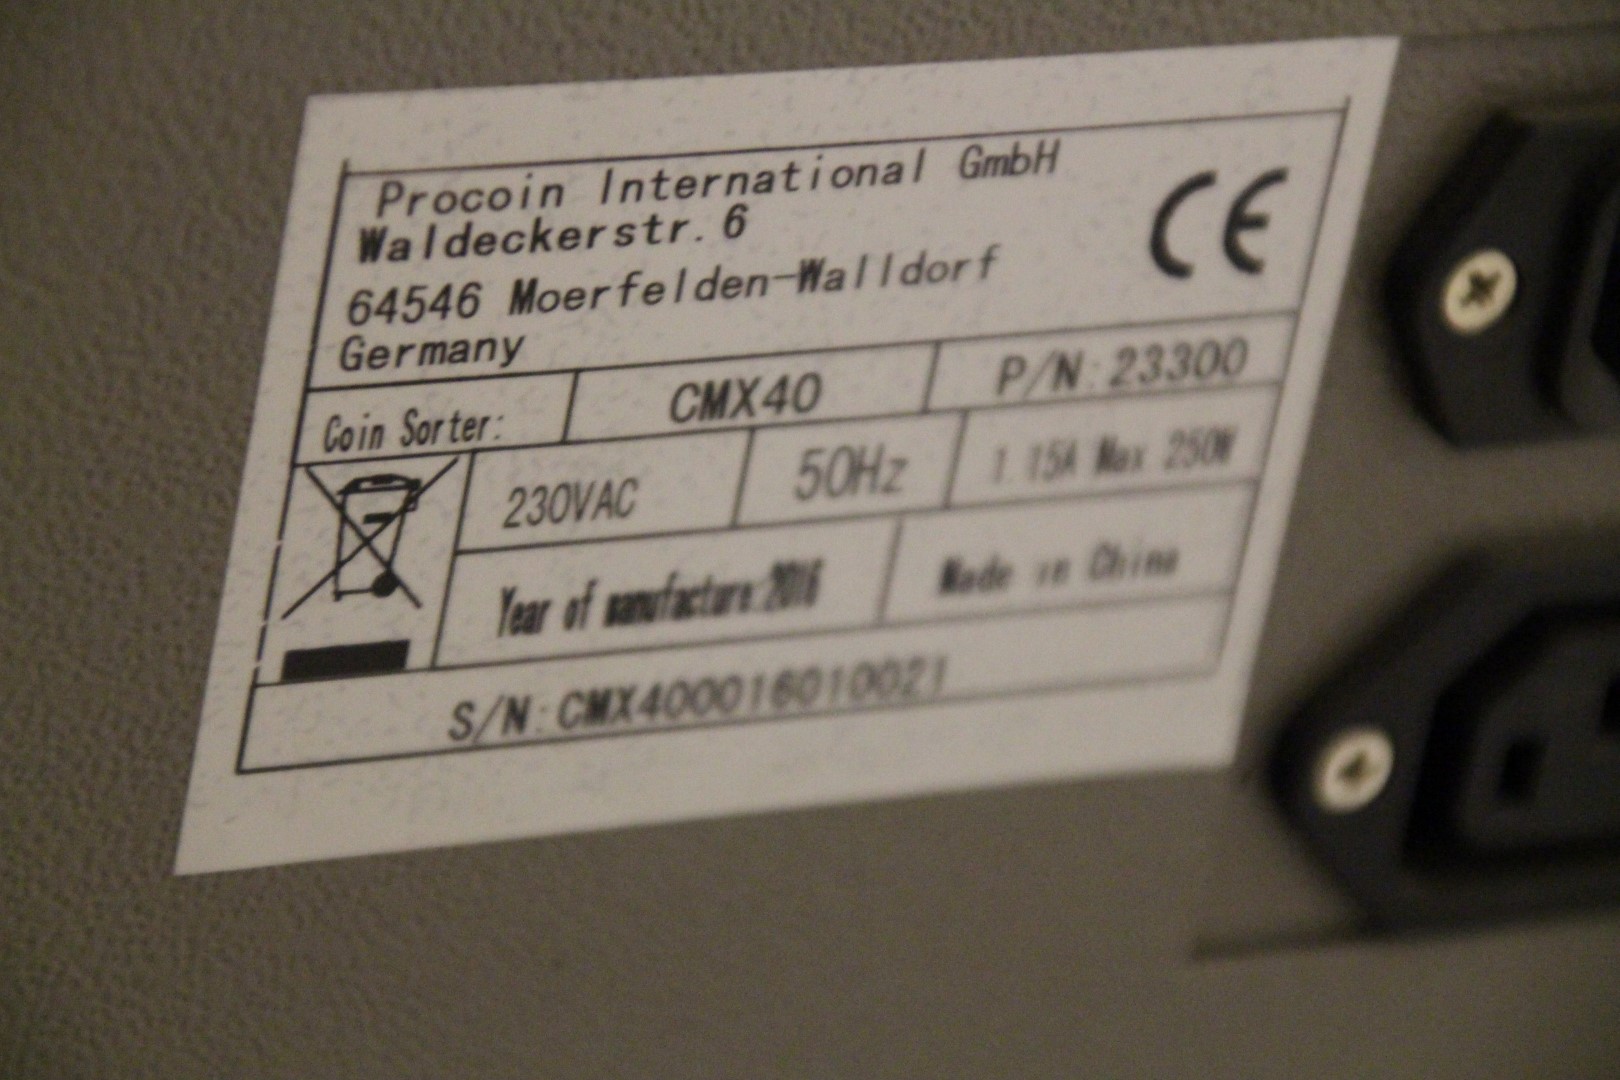 Procoin International GmbH
Waldeckerstr. 6
64546 Moerfelden-Walldorf
Germany
CE
Coin Sorter: CMX40 P/N:23300
230VAC 50Hz 1.15A Max 250W
Year of manufacture:2016 Made in China
S/N:CMX400016010021